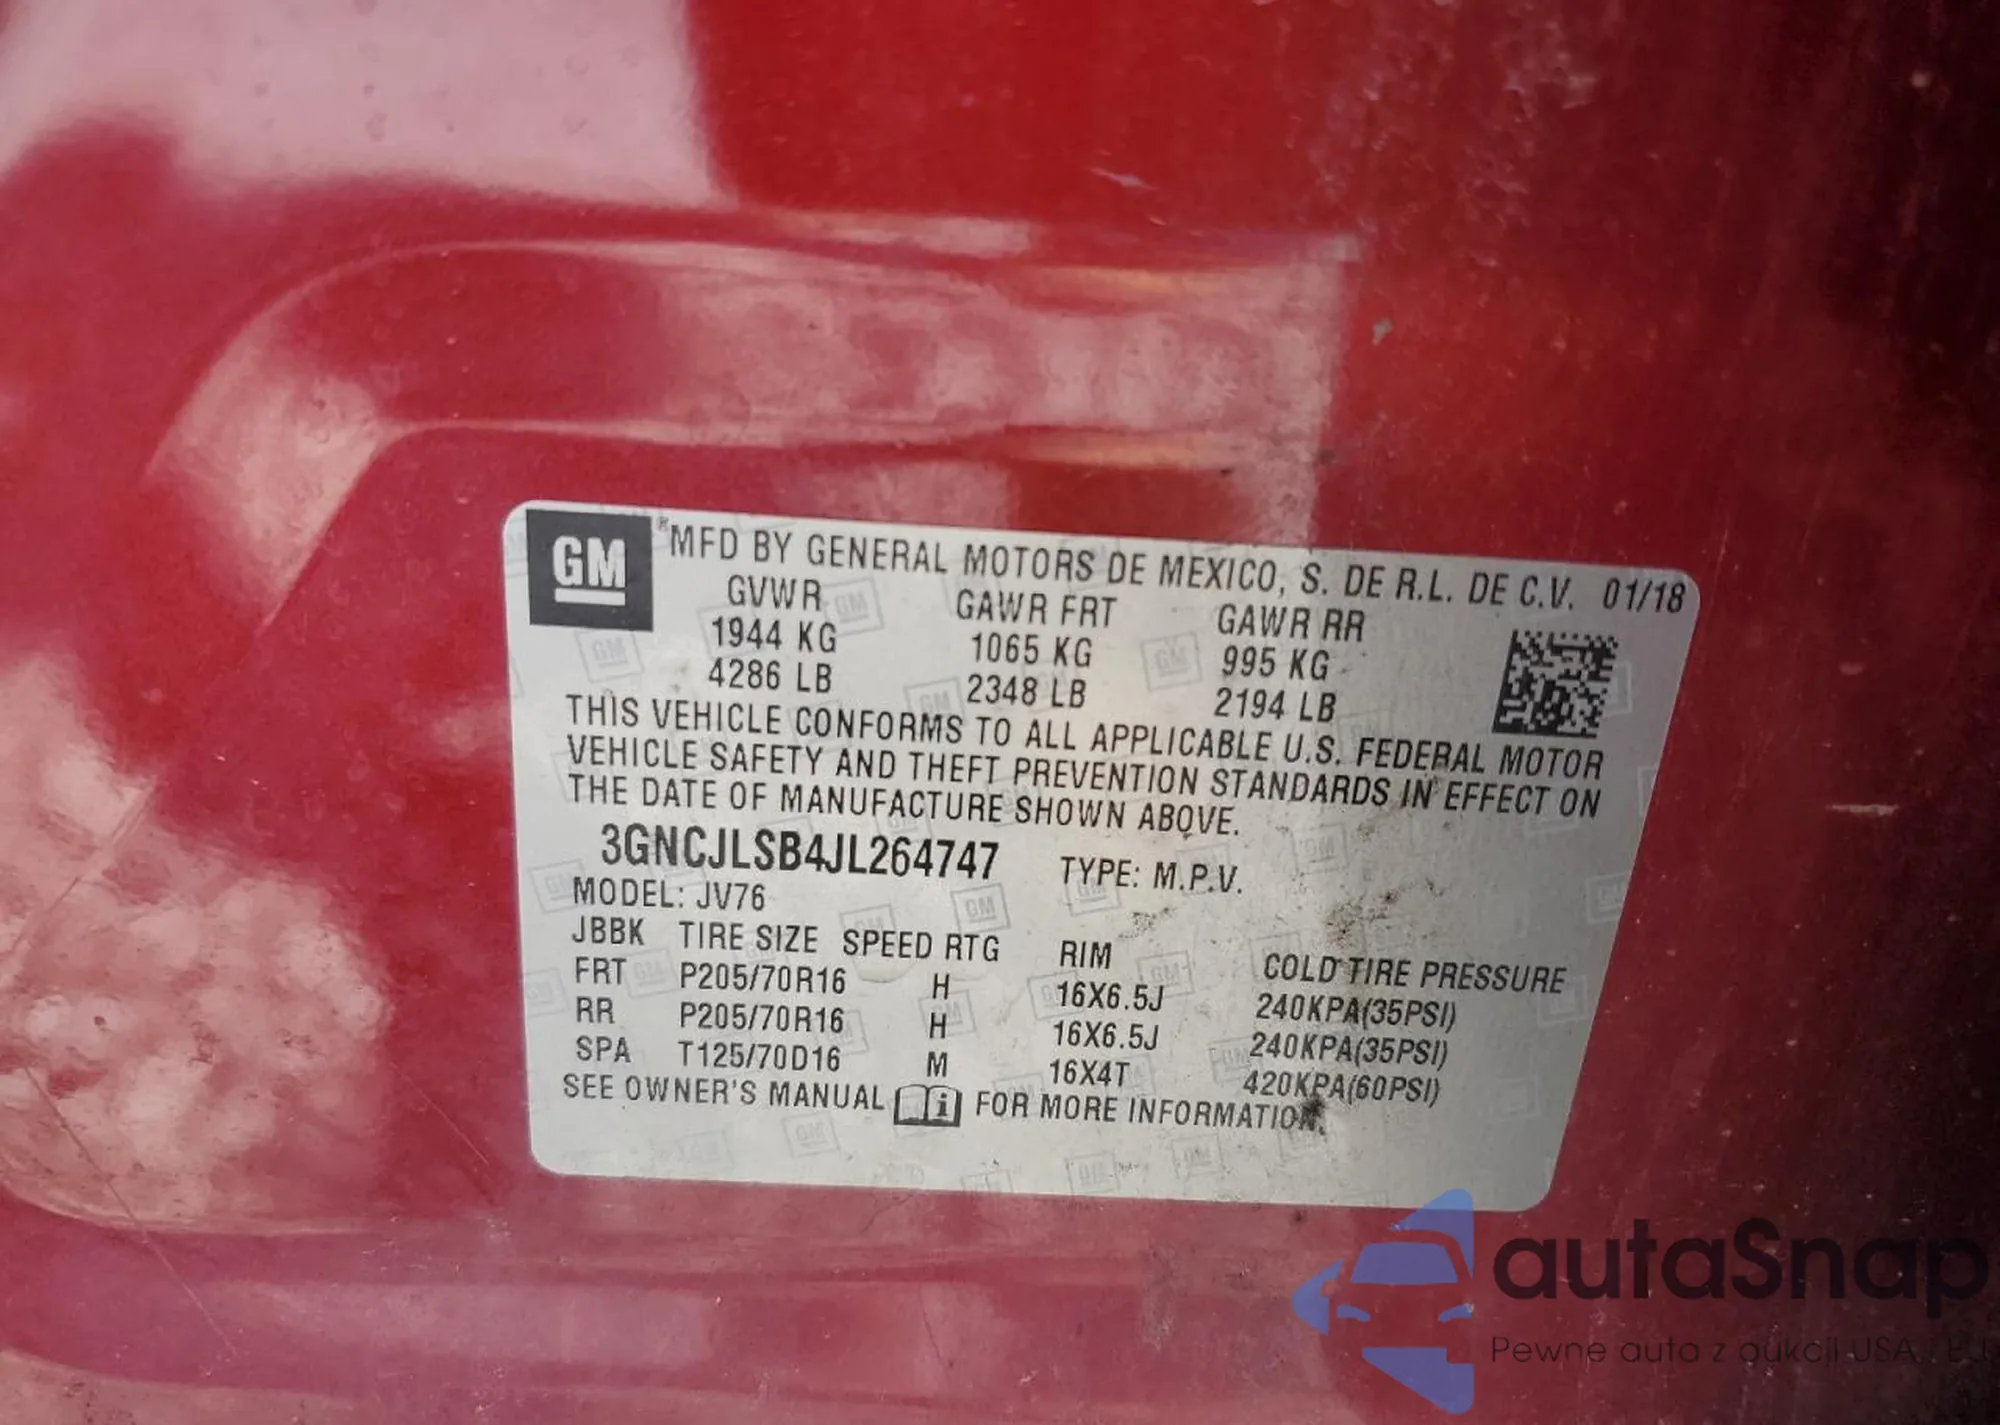 GM
®MFD BY GENERAL MOTORS DE MEXICO, S. DE R.L. DE C.V. 01/18
GVWR GAWR FRT GAWR RR
1944 KG 1065 KG 995 KG
4286 LB 2348 LB 2194 LB
THIS VEHICLE CONFORMS TO ALL APPLICABLE U.S. FEDERAL MOTOR
VEHICLE SAFETY AND THEFT PREVENTION STANDARDS IN EFFECT ON
THE DATE OF MANUFACTURE SHOWN ABOVE.
3GNCJLSB4JL264747 TYPE: M.P.V.
MODEL: JV76
JBBK TIRE SIZE SPEED RTG RIM COLD TIRE PRESSURE
FRT P205/70R16 H 16X6.5J 240KPA(35PSI)
RR P205/70R16 H 16X6.5J 240KPA(35PSI)
SPA T125/70D16 M 16X4T 420KPA(60PSI)
SEE OWNER'S MANUAL i FOR MORE INFORMATION.
autaSnap
Pewne auta z aukcji USA i